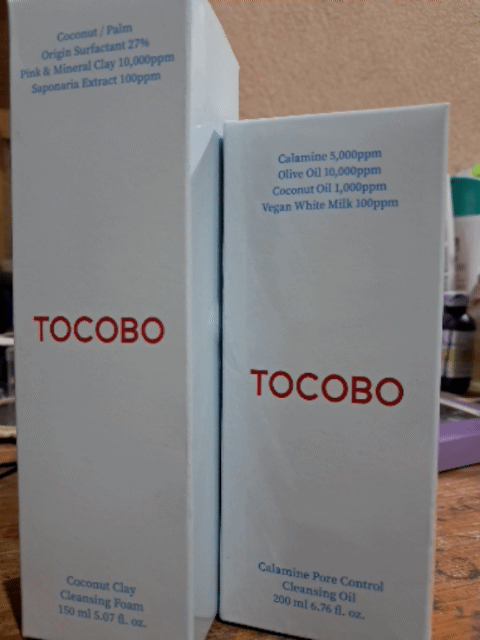 Coconut / Palm
Origin Surfactant 27%
Pink & Mineral Clay 10,000ppm
Saponaria Extract 100ppm
TOCOBO
Coconut Clay
Cleansing Foam
150 ml 5.07 fl. oz.
Calamine 5,000ppm
Olive Oil 10,000ppm
Coconut Oil 1,000ppm
Vegan White Milk 100ppm
TOCOBO
Calamine Pore Control
Cleansing Oil
200 ml 6.76 fl. oz.